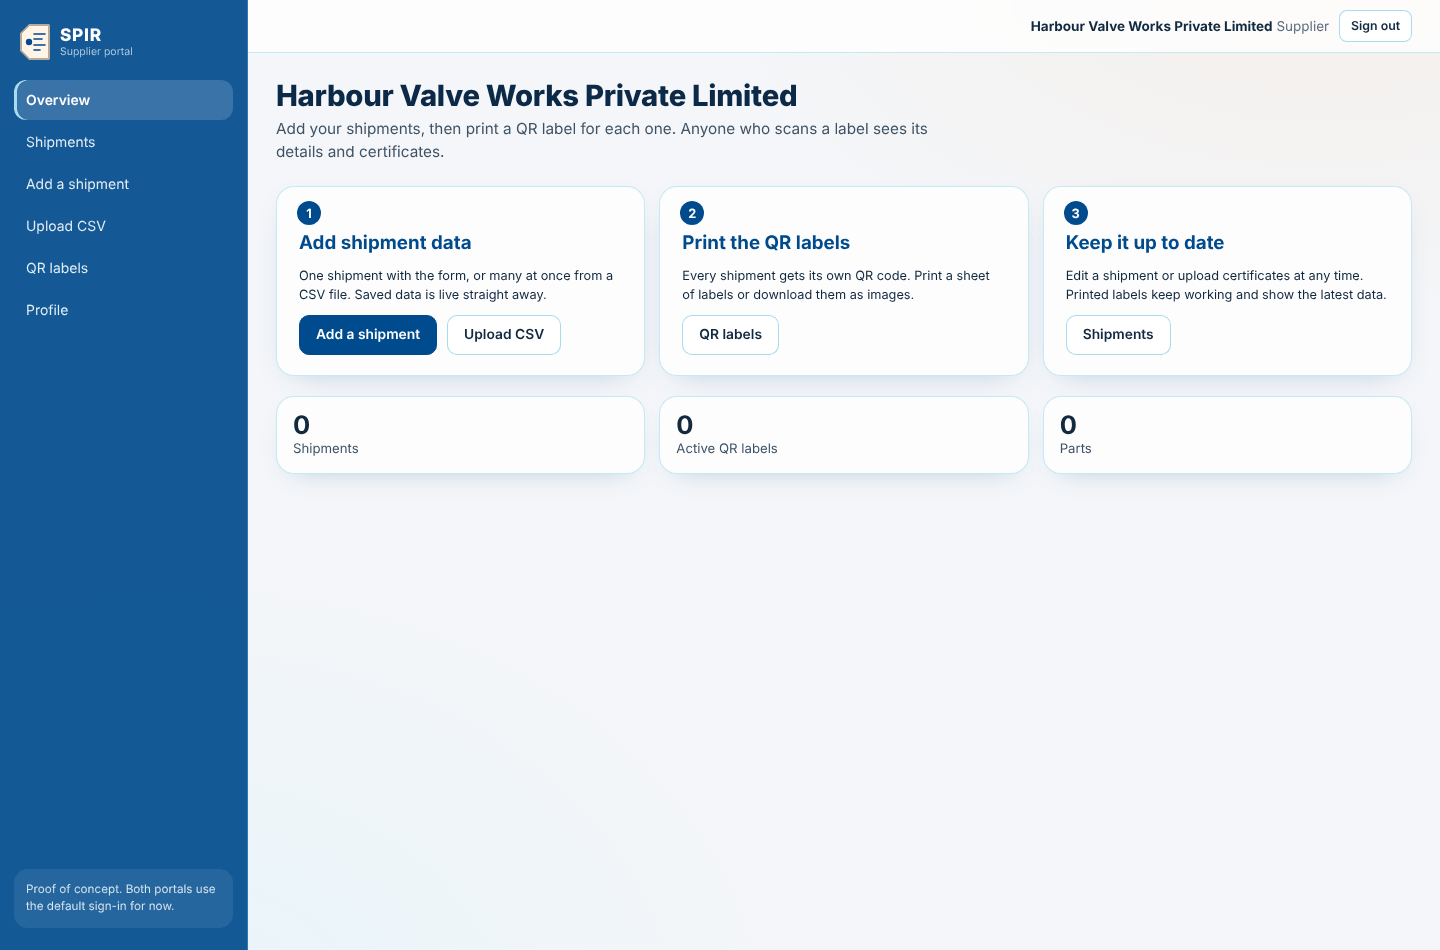 SPIR
Supplier portal
Overview
Shipments
Add a shipment
Upload CSV
QR labels
Profile
Proof of concept. Both portals use
the default sign-in for now.
Harbour Valve Works Private Limited Supplier
Sign out
Harbour Valve Works Private Limited
Add your shipments, then print a QR label for each one. Anyone who scans a label sees its
details and certificates.
1
Add shipment data
One shipment with the form, or many at once from a
CSV file. Saved data is live straight away.
Add a shipment
Upload CSV
2
Print the QR labels
Every shipment gets its own QR code. Print a sheet
of labels or download them as images.
QR labels
3
Keep it up to date
Edit a shipment or upload certificates at any time.
Printed labels keep working and show the latest data.
Shipments
0
Shipments
0
Active QR labels
0
Parts